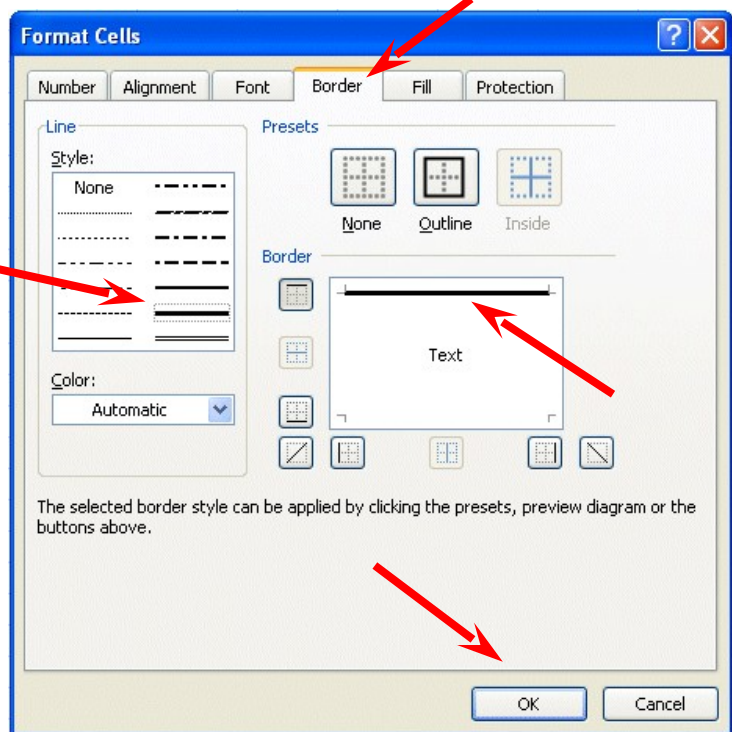 Format Cells
Number Alignment Font Border Fill Protection
Line
Style:
None
Color:
Automatic
Presets
None Outline Inside
Border
Text
The selected border style can be applied by clicking the presets, preview diagram or the
buttons above.
OK Cancel